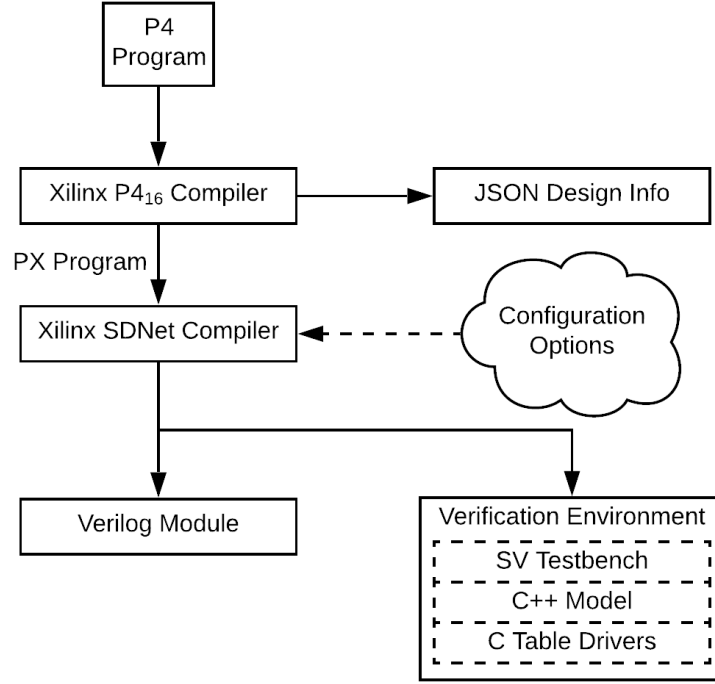 P4
Program
Xilinx P4₁₆ Compiler
JSON Design Info
PX Program
Xilinx SDNet Compiler
Configuration
Options
Verilog Module
Verification Environment
SV Testbench
C++ Model
C Table Drivers